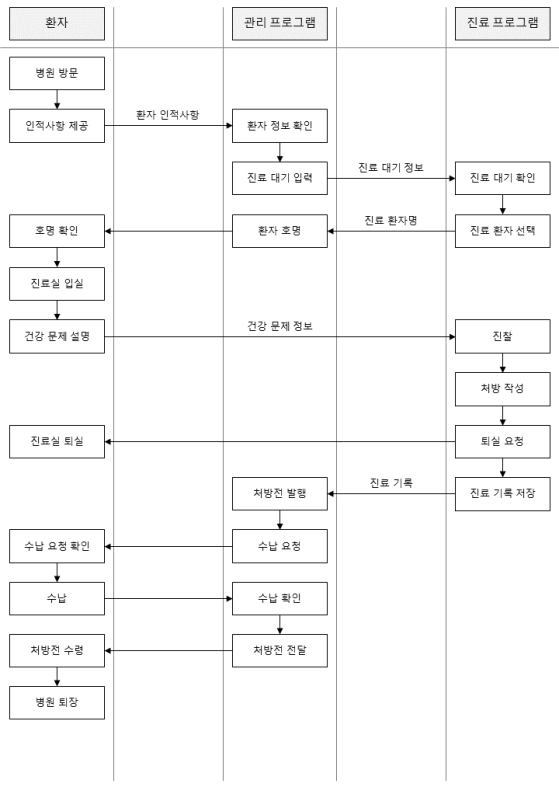 환자
관리 프로그램
진료 프로그램
병원 방문
인적사항 제공
환자 인적사항
환자 정보 확인
진료 대기 입력
진료 대기 정보
진료 대기 확인
호명 확인
환자 호명
진료 환자명
진료 환자 선택
진료실 입실
건강 문제 설명
건강 문제 정보
진찰
처방 작성
진료실 퇴실
퇴실 요청
처방전 발행
진료 기록
진료 기록 저장
수납 요청 확인
수납 요청
수납
수납 확인
처방전 수령
처방전 전달
병원 퇴장